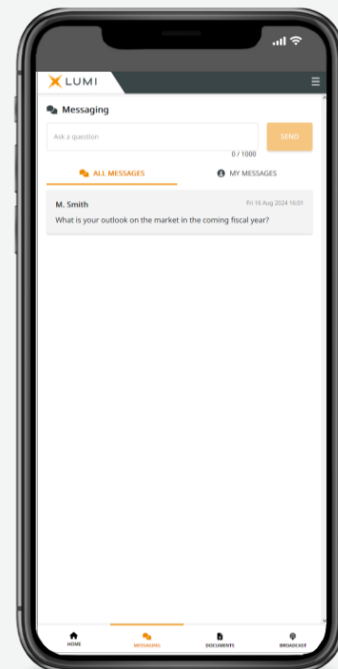 LUMI
Messaging
Ask a question
SEND
0 / 1000
ALL MESSAGES
MY MESSAGES
M. Smith
Fri 16 Aug 2024 16:01
What is your outlook on the market in the coming fiscal year?
HOME
MESSAGING
DOCUMENTS
BROADCAST